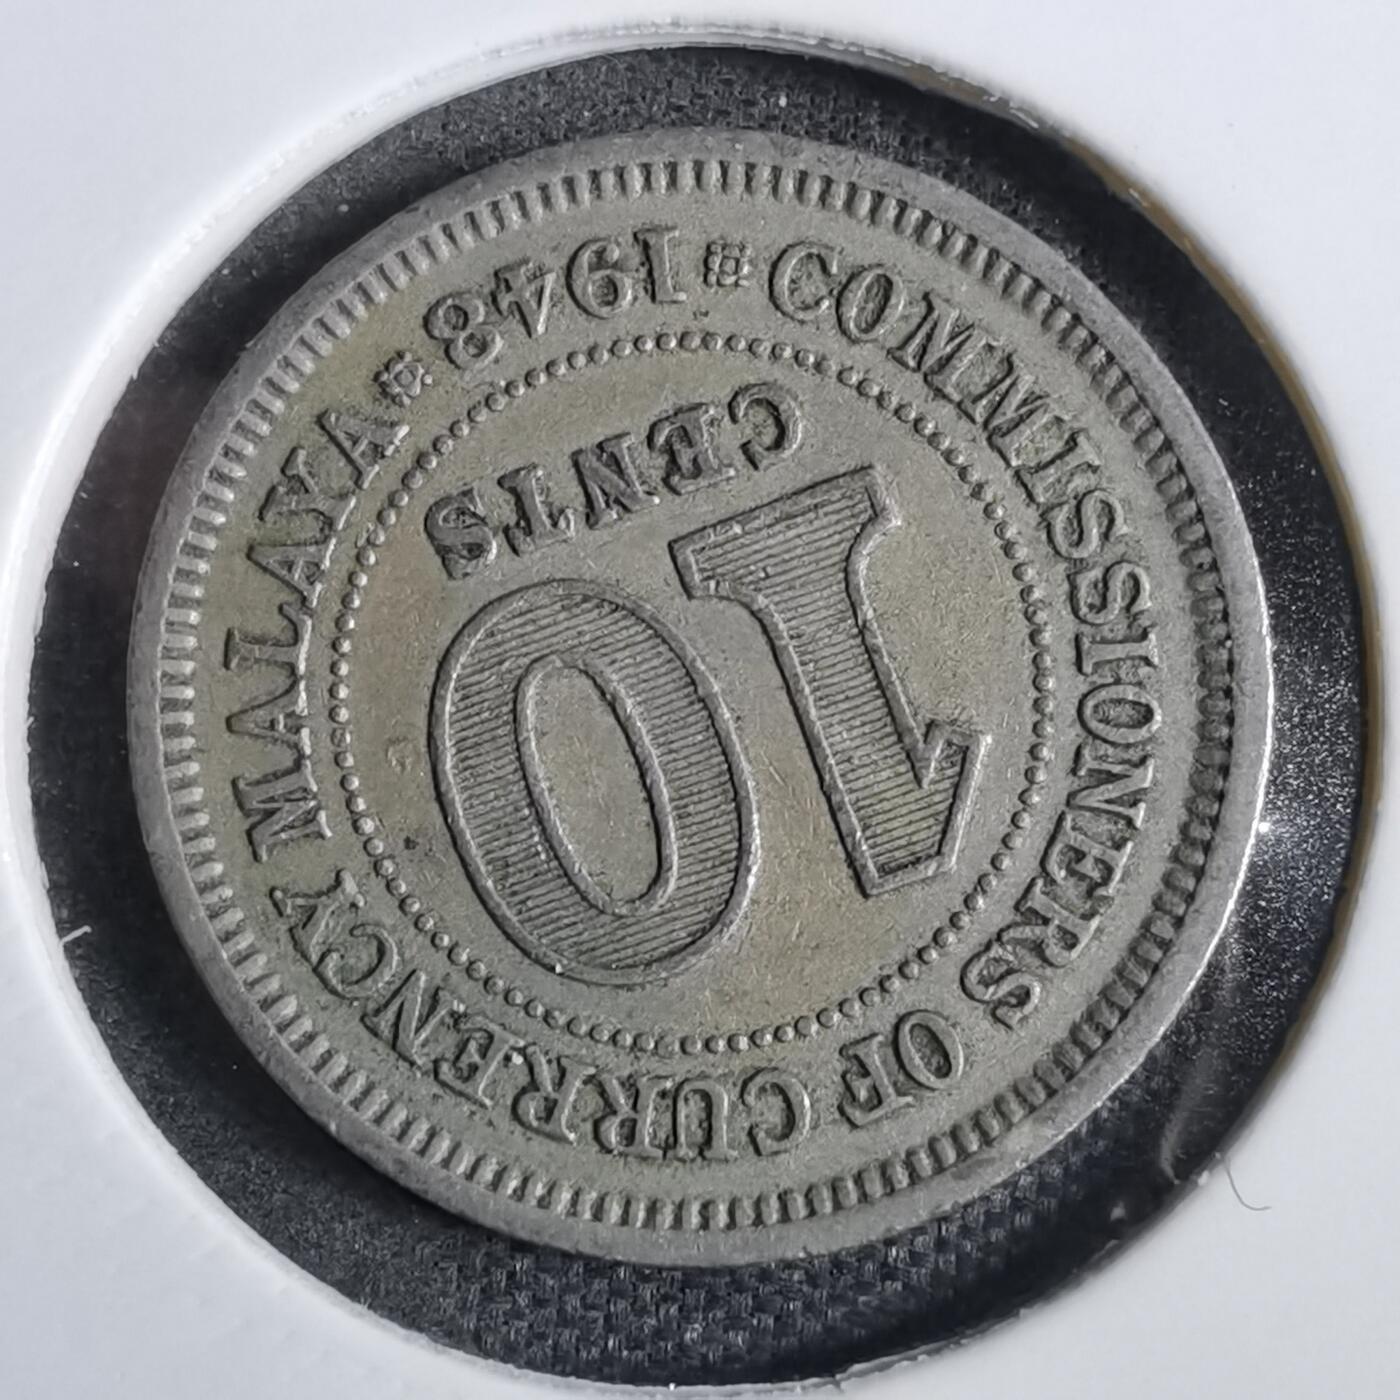 COMMISSIONERS OF CURRENCY MALAYA
1948
10
CENTS